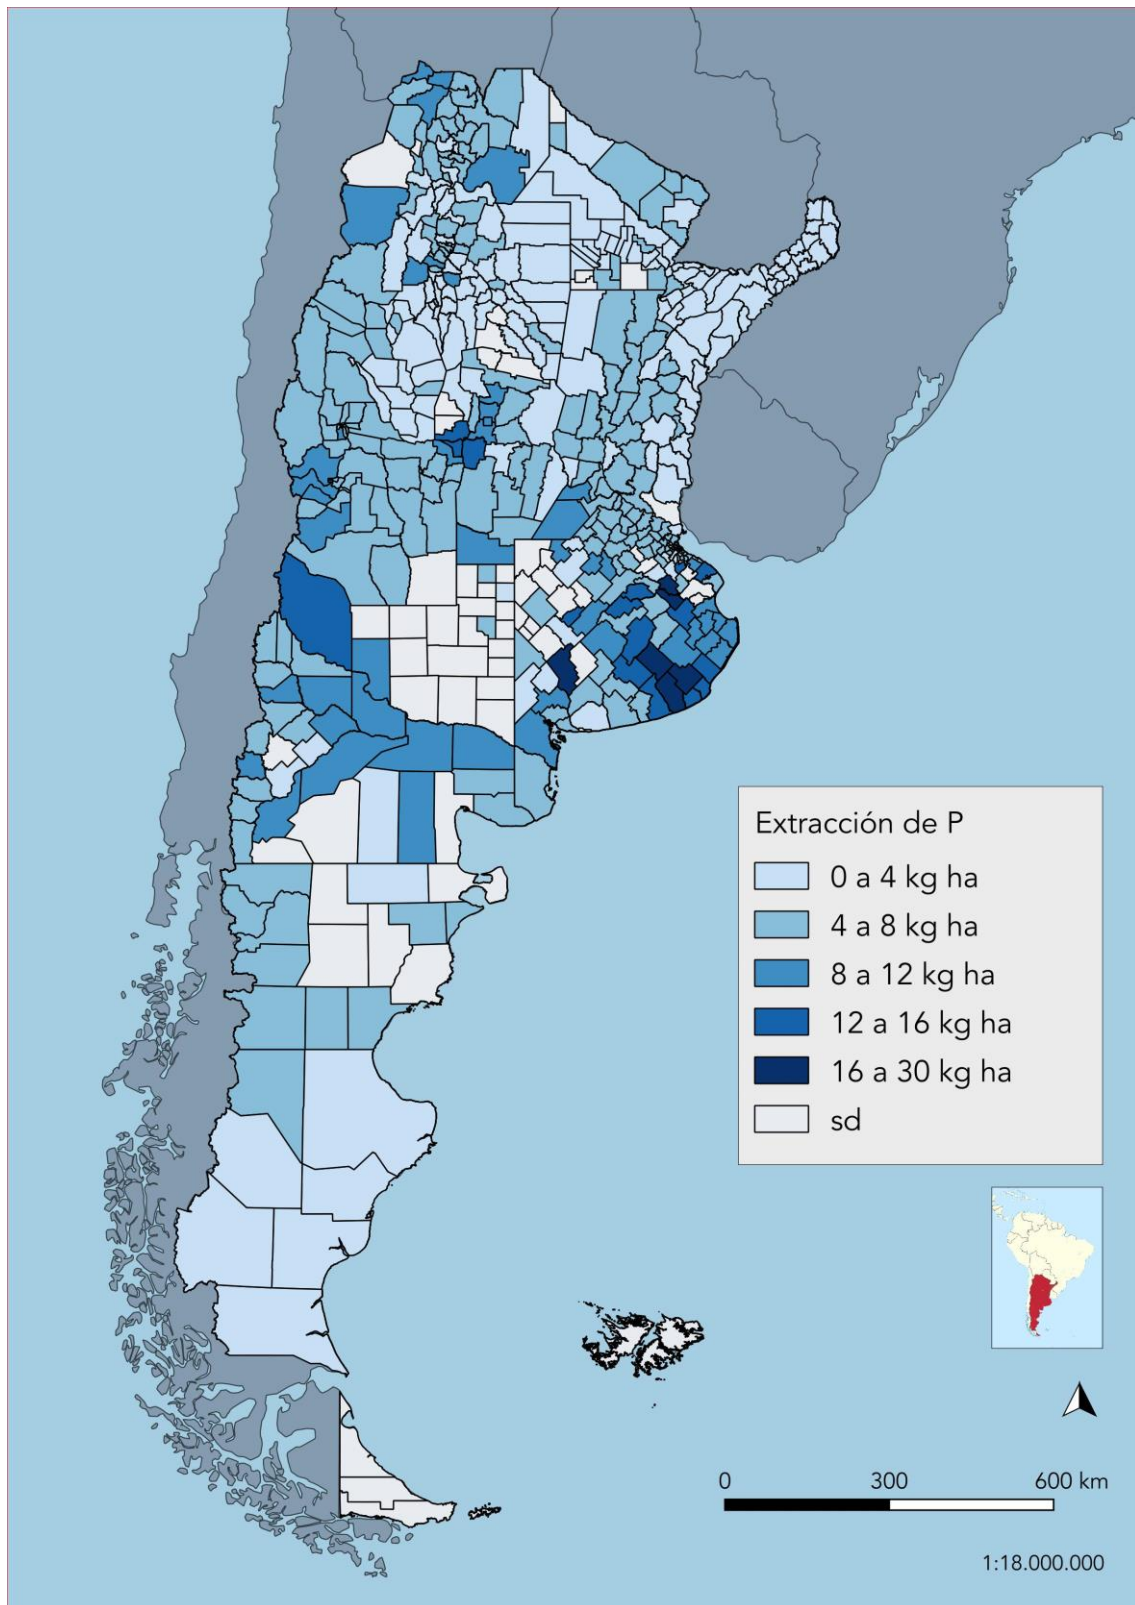 Extracción de P
0 a 4 kg ha
4 a 8 kg ha
8 a 12 kg ha
12 a 16 kg ha
16 a 30 kg ha
sd
0 300 600 km
1:18.000.000